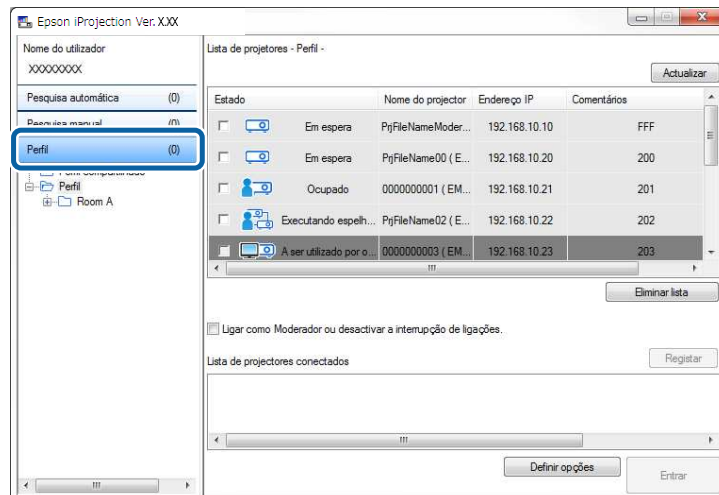 Epson iProjection Ver. X.XX
Nome do utilizador
XXXXXXXX
Pesquisa automática (0)
Pesquisa manual (0)
Perfil (0)
Perfil compartilhado
Perfil
Room A
Lista de projetores - Perfil -
Actualizar
Estado Nome do projector Endereço IP Comentários
Em espera PrjFileNameModer... 192.168.10.10 FFF
Em espera PrjFileName00 ( E... 192.168.10.20 200
Ocupado 0000000001 ( EM... 192.168.10.21 201
Executando espelh... PrjFileName02 ( E... 192.168.10.22 202
A ser utilizado por o... 0000000003 ( EM... 192.168.10.23 203
Eliminar lista
Ligar como Moderador ou desactivar a interrupção de ligações.
Lista de projectores conectados
Registar
Definir opções
Entrar